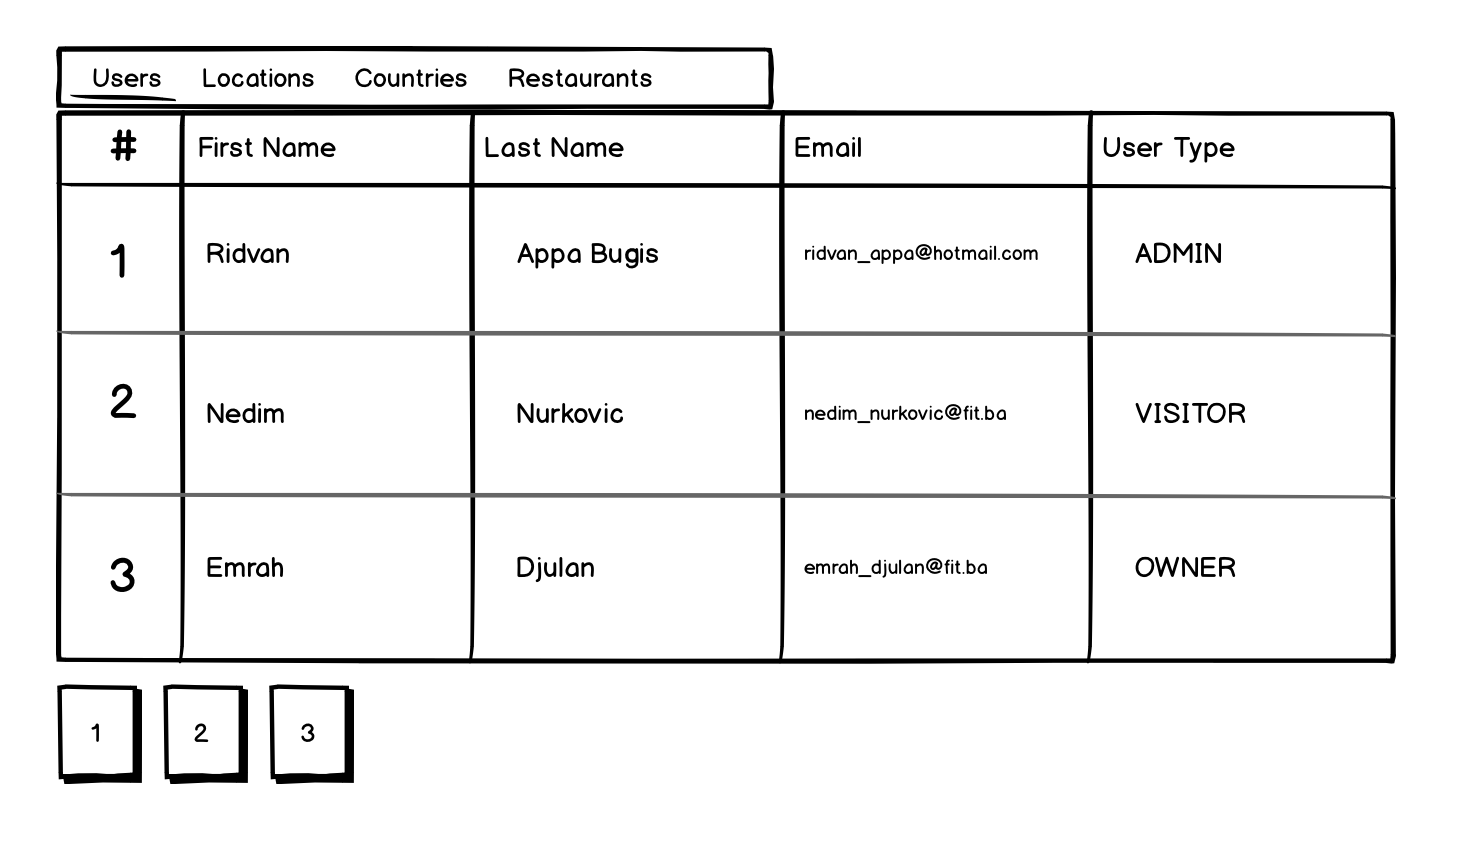 Users Locations Countries Restaurants
# First Name Last Name Email User Type
1 Ridvan Appa Bugis ridvan_appa@hotmail.com ADMIN
2 Nedim Nurkovic nedim_nurkovic@fit.ba VISITOR
3 Emrah Djulan emrah_djulan@fit.ba OWNER
1 2 3